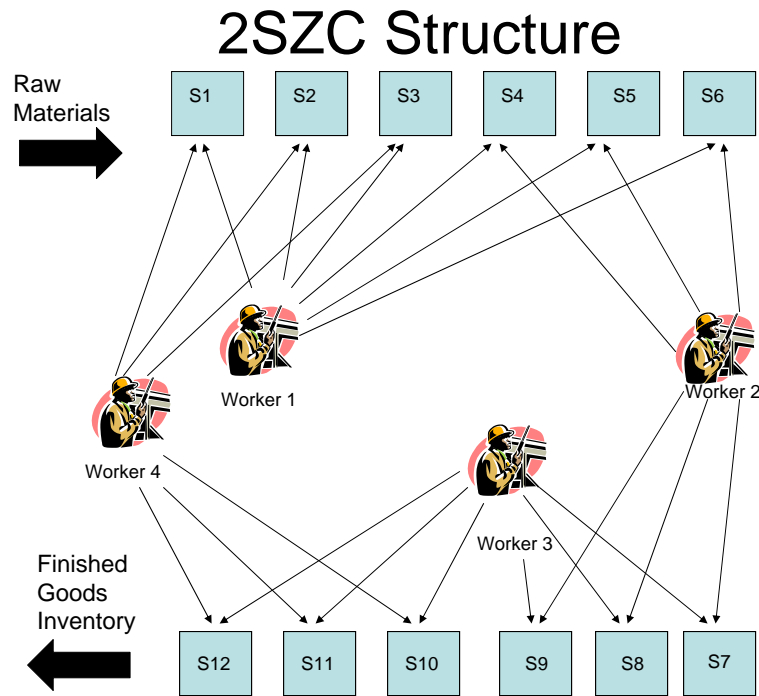 2SZC Structure
Raw
Materials
S1
S2
S3
S4
S5
S6
Worker 1
Worker 2
Worker 4
Worker 3
Finished
Goods
Inventory
S12
S11
S10
S9
S8
S7